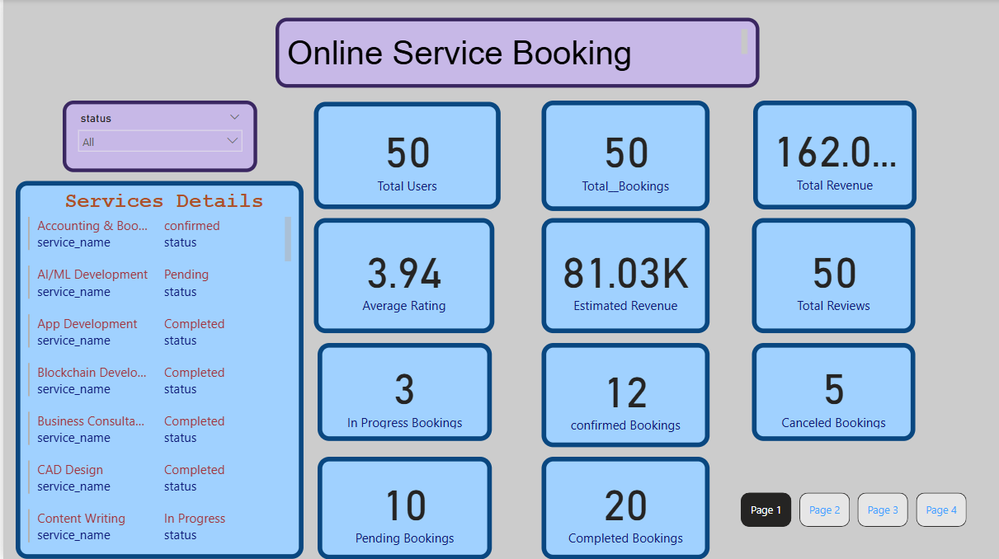 Online Service Booking
status
All
Services Details
Accounting & Boo... confirmed
service_name status
AI/ML Development Pending
service_name status
App Development Completed
service_name status
Blockchain Develo... Completed
service_name status
Business Consulta... Completed
service_name status
CAD Design Completed
service_name status
Content Writing In Progress
service_name status
50
Total Users
50
Total__Bookings
162.0...
Total Revenue
3.94
Average Rating
81.03K
Estimated Revenue
50
Total Reviews
3
In Progress Bookings
12
confirmed Bookings
5
Canceled Bookings
10
Pending Bookings
20
Completed Bookings
Page 1 Page 2 Page 3 Page 4